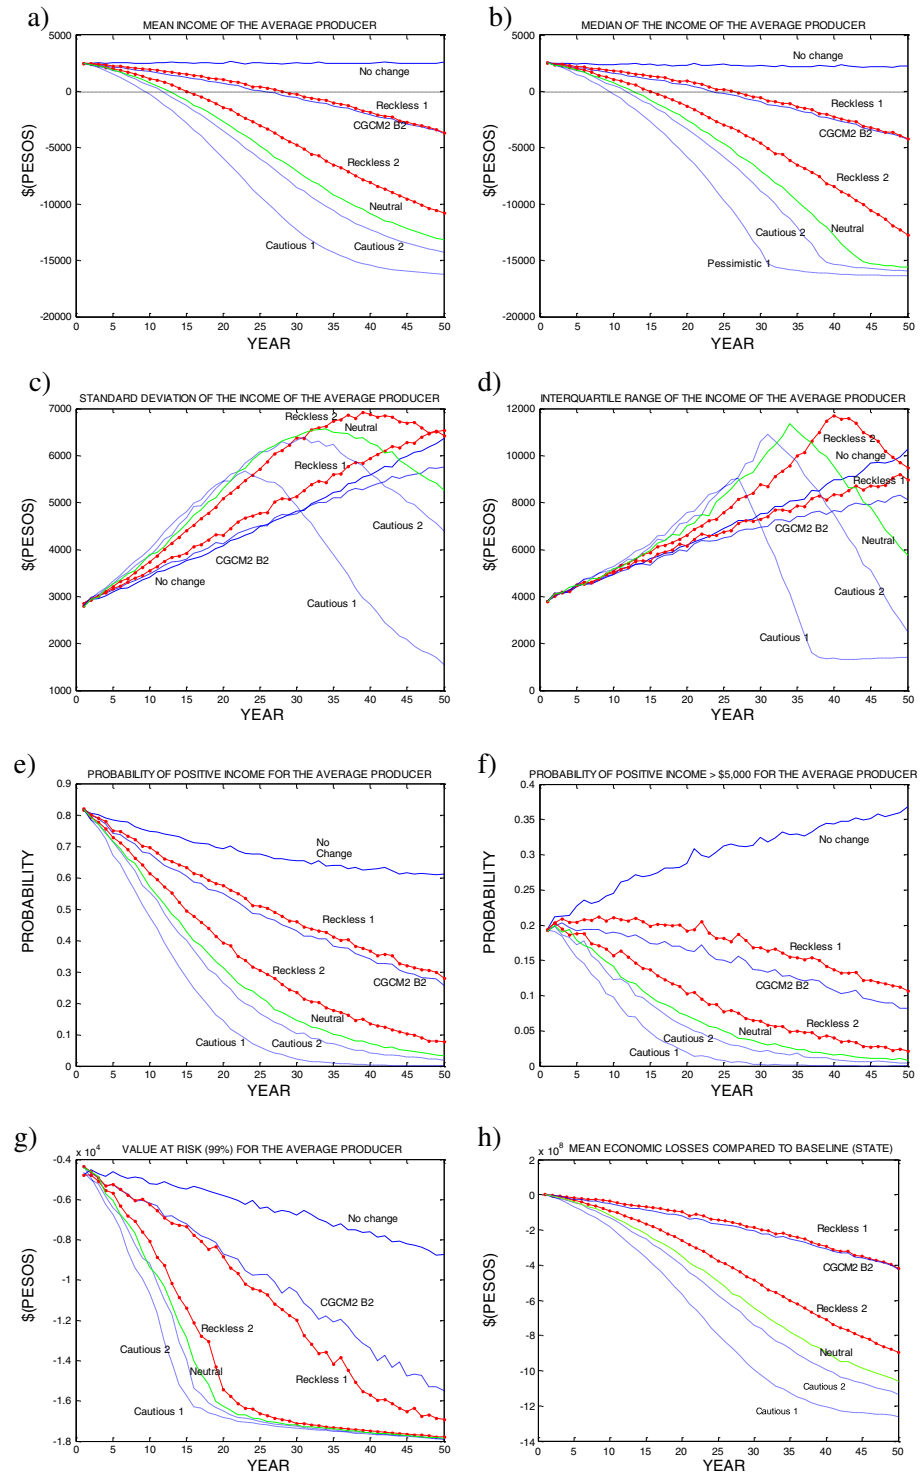 a)
MEAN INCOME OF THE AVERAGE PRODUCER
5000
0
-5000
-10000
-15000
-20000
$(PESOS)
No change
Reckless 1
CGCM2 B2
Reckless 2
Neutral
Cautious 1
Cautious 2
0 5 10 15 20 25 30 35 40 45 50
YEAR
b)
MEDIAN OF THE INCOME OF THE AVERAGE PRODUCER
5000
0
-5000
-10000
-15000
-20000
$(PESOS)
No change
Reckless 1
CGCM2 B2
Reckless 2
Neutral
Cautious 2
Pessimistic 1
0 5 10 15 20 25 30 35 40 45 50
YEAR
c)
STANDARD DEVIATION OF THE INCOME OF THE AVERAGE PRODUCER
7000
6000
5000
4000
3000
2000
1000
$(PESOS)
Reckless 2
Neutral
Reckless 1
Cautious 2
CGCM2 B2
No change
Cautious 1
0 5 10 15 20 25 30 35 40 45 50
YEAR
d)
INTERQUARTILE RANGE OF THE INCOME OF THE AVERAGE PRODUCER
12000
10000
8000
6000
4000
2000
0
$(PESOS)
Reckless 2
No change
Reckless 1
CGCM2 B2
Neutral
Cautious 2
Cautious 1
0 5 10 15 20 25 30 35 40 45 50
YEAR
e)
PROBABILITY OF POSITIVE INCOME FOR THE AVERAGE PRODUCER
0.9
0.8
0.7
0.6
0.5
0.4
0.3
0.2
0.1
0
PROBABILITY
No
Change
Reckless 1
CGCM2 B2
Reckless 2
Neutral
Cautious 2
Cautious 1
0 5 10 15 20 25 30 35 40 45 50
YEAR
f)
PROBABILITY OF POSITIVE INCOME > $5,000 FOR THE AVERAGE PRODUCER
0.4
0.35
0.3
0.25
0.2
0.15
0.1
0.05
0
PROBABILITY
No change
Reckless 1
CGCM2 B2
Reckless 2
Neutral
Cautious 2
Cautious 1
0 5 10 15 20 25 30 35 40 45 50
YEAR
g)
VALUE AT RISK (99%) FOR THE AVERAGE PRODUCER
x 10⁴
-0.4
-0.6
-0.8
-1
-1.2
-1.4
-1.6
-1.8
$(PESOS)
No change
CGCM2 B2
Reckless 2
Cautious 2
Neutral
Reckless 1
Cautious 1
0 5 10 15 20 25 30 35 40 45 50
YEAR
h)
x 10⁸ MEAN ECONOMIC LOSSES COMPARED TO BASELINE (STATE)
2
0
-2
-4
-6
-8
-10
-12
-14
$(PESOS)
Reckless 1
CGCM2 B2
Reckless 2
Neutral
Cautious 2
Cautious 1
0 5 10 15 20 25 30 35 40 45 50
YEAR